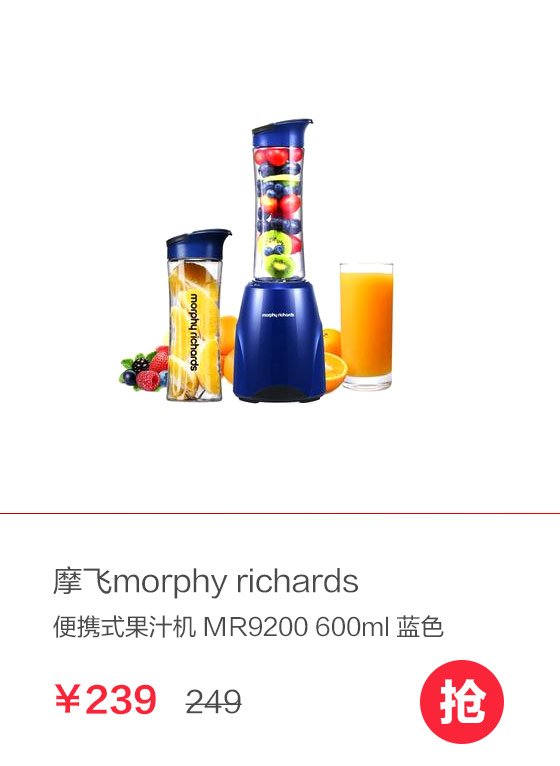 morphy richards
morphy richards
摩飞morphy richards
便携式果汁机 MR9200 600ml 蓝色
￥239 249
抢